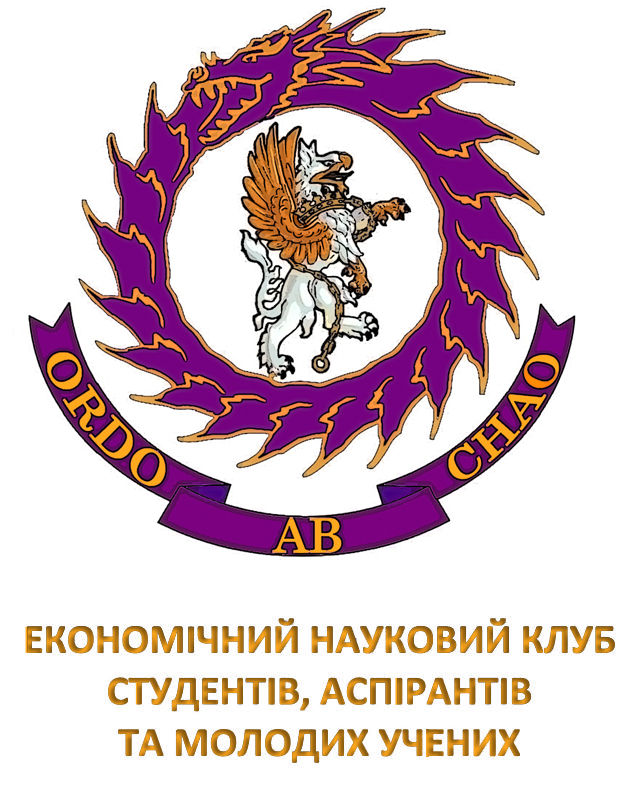 ORDO
AB
CHAO
ЕКОНОМІЧНИЙ НАУКОВИЙ КЛУБ
СТУДЕНТІВ, АСПІРАНТІВ
ТА МОЛОДИХ УЧЕНИХ